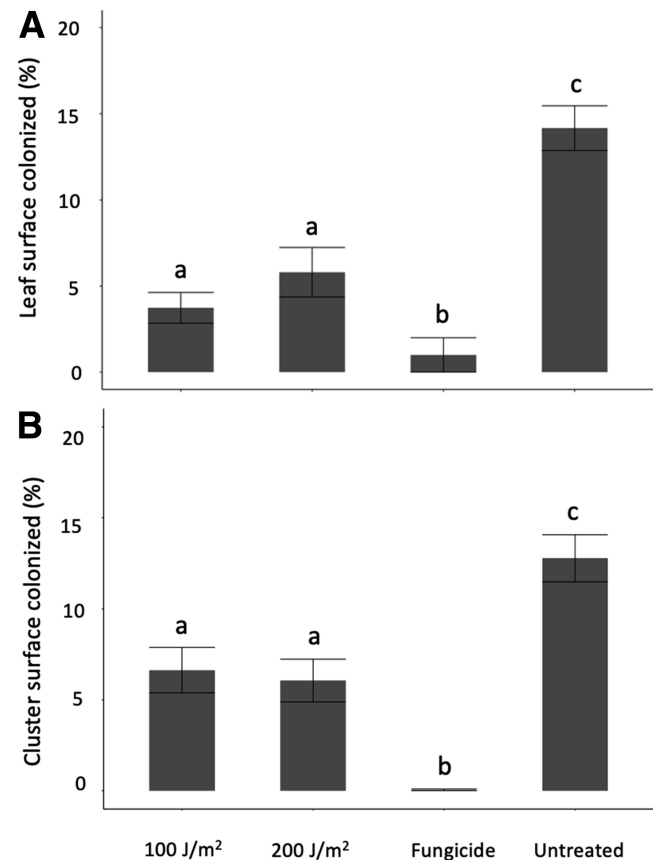 A
Leaf surface colonized (%)
20
15
10
5
0
a
a
b
c
B
Cluster surface colonized (%)
20
15
10
5
0
a
a
b
c
100 J/m²
200 J/m²
Fungicide
Untreated